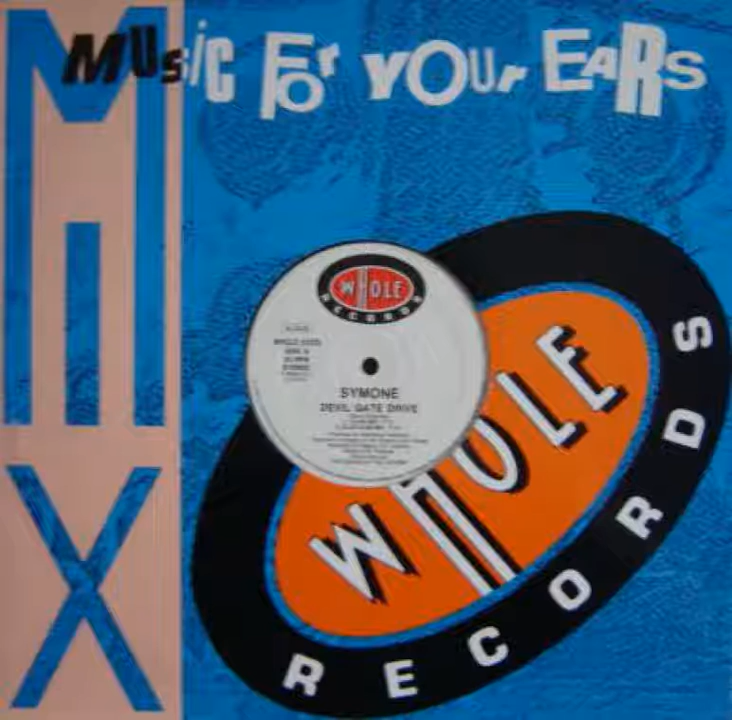 MUSIC FOR YOUR EARS
MIX
WHOLE
RECORDS
SYMONE
DEVIL GATE DRIVE
WHOLE
RECORDS